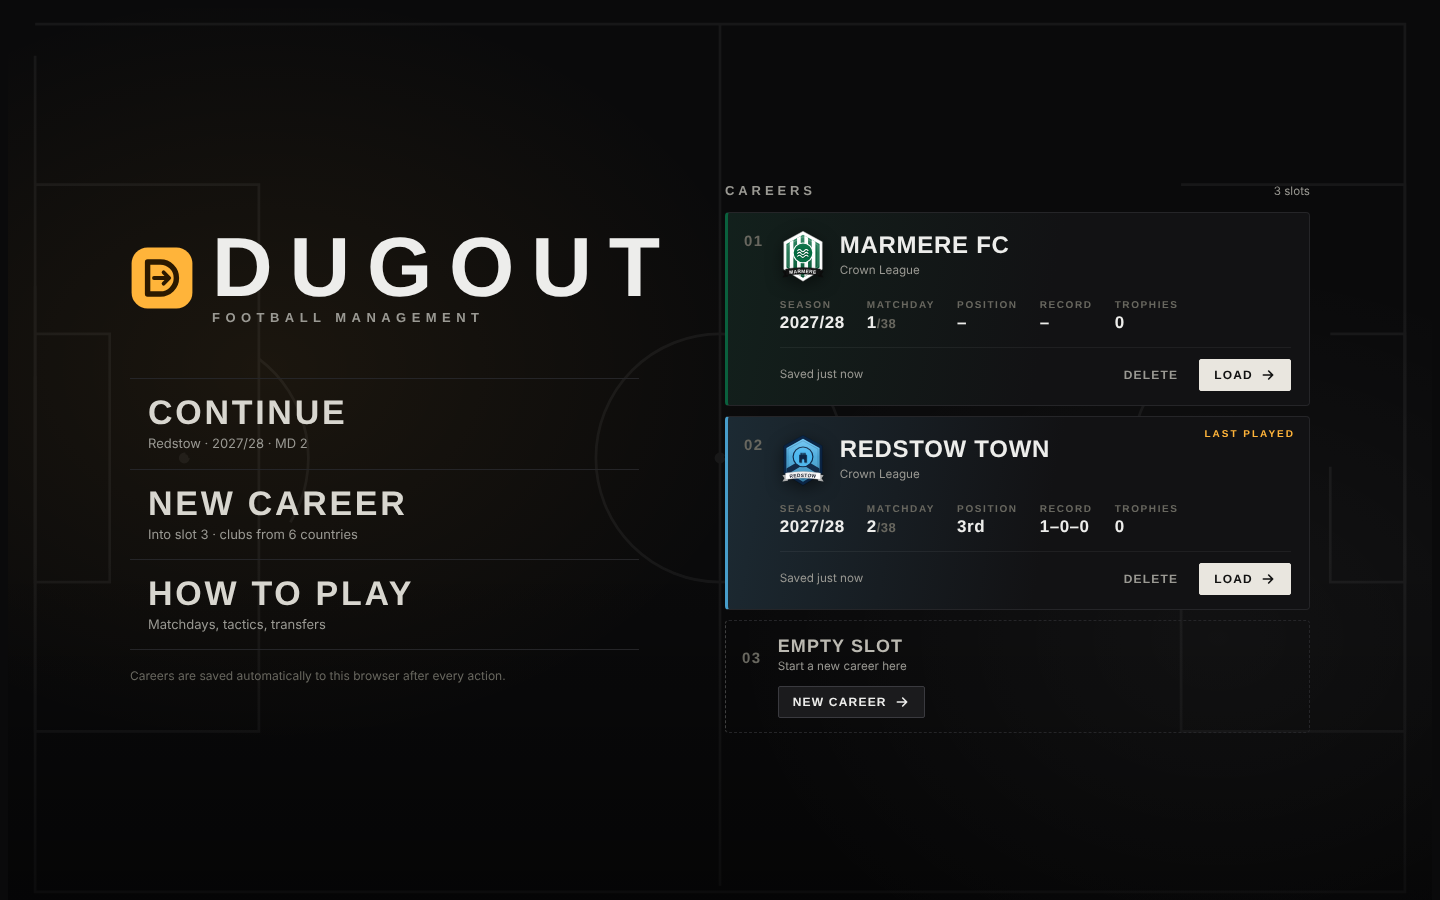 DUGOUT
FOOTBALL MANAGEMENT
CONTINUE
Redstow · 2027/28 · MD 2
NEW CAREER
Into slot 3 · clubs from 6 countries
HOW TO PLAY
Matchdays, tactics, transfers
Careers are saved automatically to this browser after every action.
CAREERS
3 slots
01
MARMERE
MARMERE FC
Crown League
SEASON MATCHDAY POSITION RECORD TROPHIES
2027/28 1/38 – – 0
Saved just now
DELETE
LOAD →
LAST PLAYED
02
REDSTOW
REDSTOW TOWN
Crown League
SEASON MATCHDAY POSITION RECORD TROPHIES
2027/28 2/38 3rd 1–0–0 0
Saved just now
DELETE
LOAD →
03
EMPTY SLOT
Start a new career here
NEW CAREER →